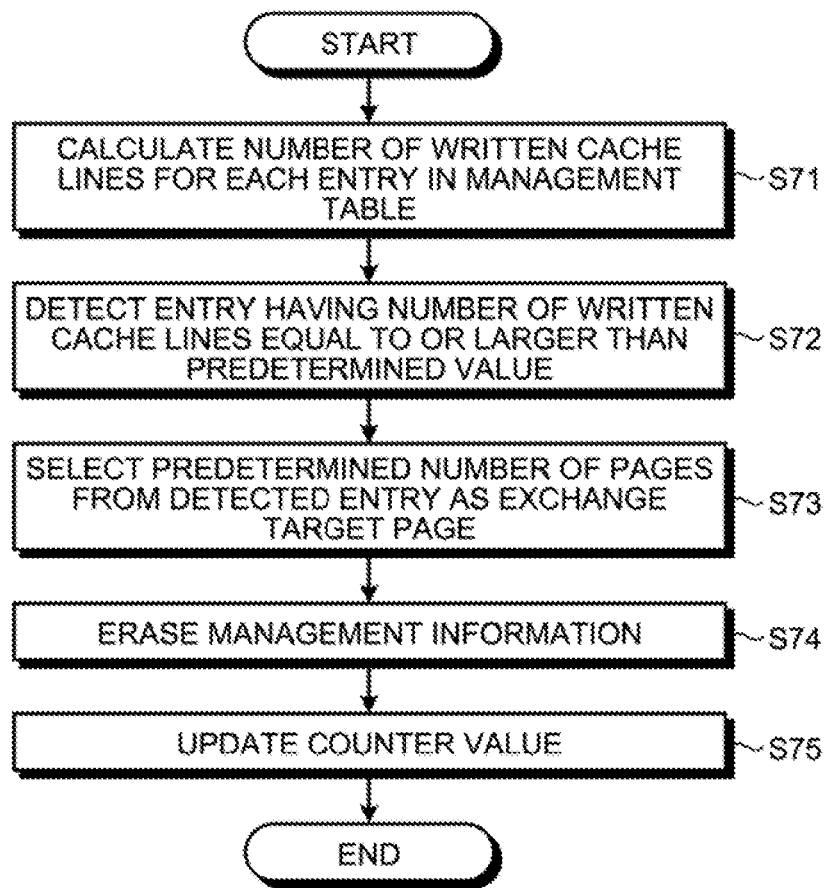 START
CALCULATE NUMBER OF WRITTEN CACHE
LINES FOR EACH ENTRY IN MANAGEMENT
TABLE
S71
DETECT ENTRY HAVING NUMBER OF WRITTEN
CACHE LINES EQUAL TO OR LARGER THAN
PREDETERMINED VALUE
S72
SELECT PREDETERMINED NUMBER OF PAGES
FROM DETECTED ENTRY AS EXCHANGE
TARGET PAGE
S73
ERASE MANAGEMENT INFORMATION
S74
UPDATE COUNTER VALUE
S75
END